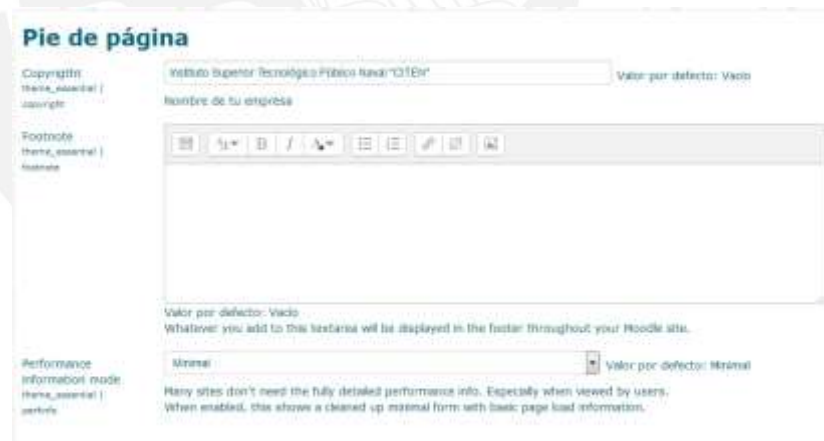 Pie de página
Copyright
theme_essential |
copyright
Instituto Superior Tecnológico Público Naval "CITEN"
Valor por defecto: Vacío
Nombre de tu empresa
Footnote
theme_essential |
footnote
Valor por defecto: Vacío
Whatever you add to this textarea will be displayed in the footer throughout your Moodle site.
Performance
information mode
theme_essential |
perfinfo
Minimal
Valor por defecto: Minimal
Many sites don't need the fully detailed performance info. Especially when viewed by users.
When enabled, this shows a cleaned up minimal form with basic page load information.